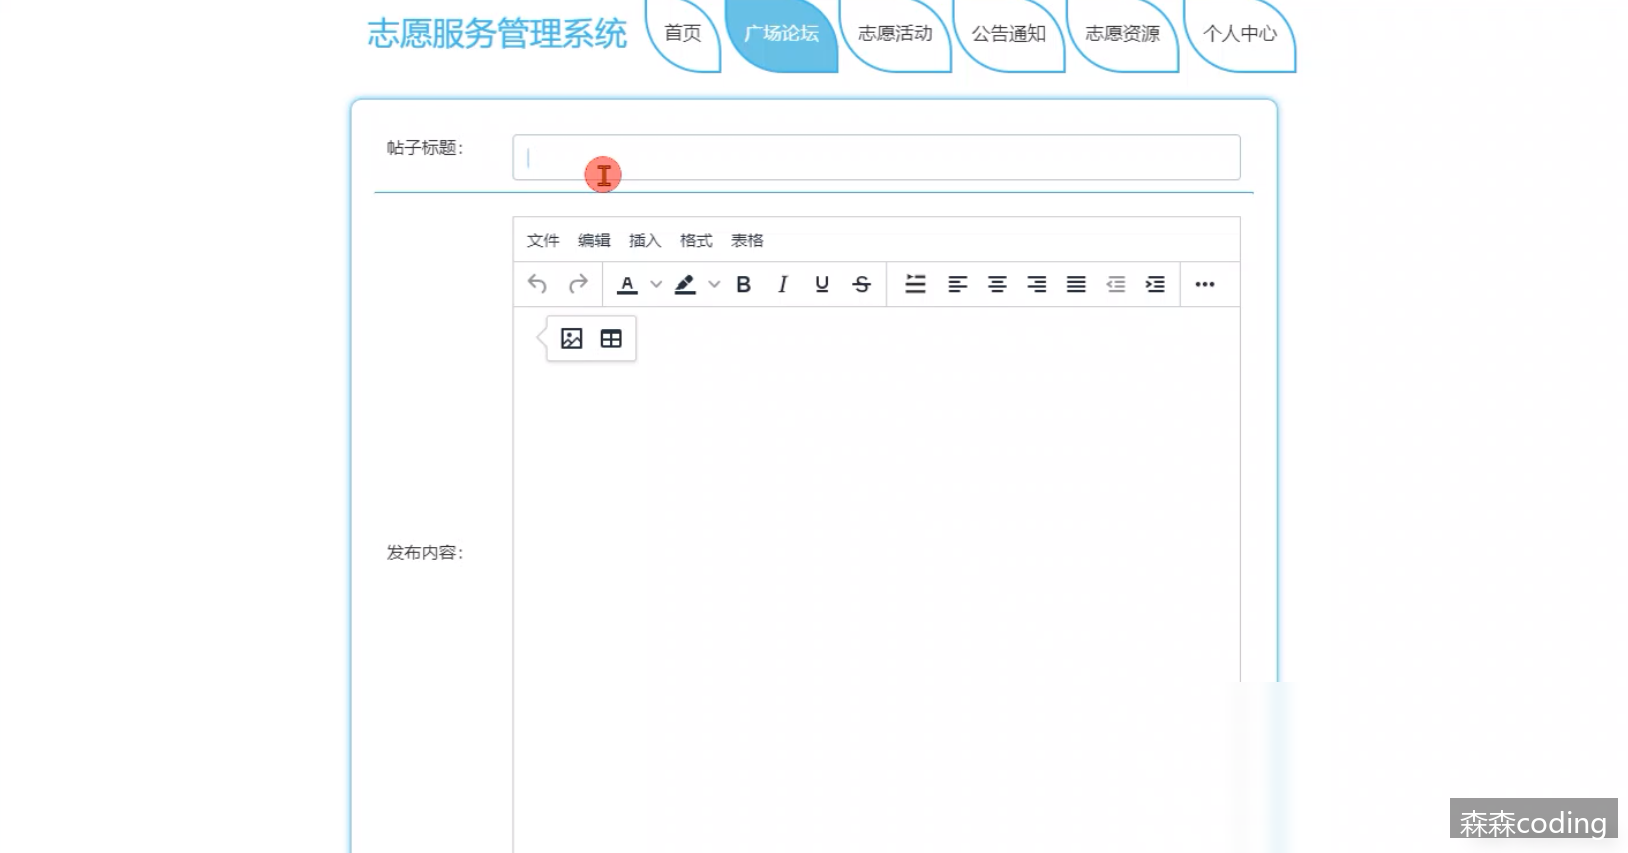 志愿服务管理系统 首页 广场论坛 志愿活动 公告通知 志愿资源 个人中心
帖子标题：
文件 编辑 插入 格式 表格
发布内容：
森森coding